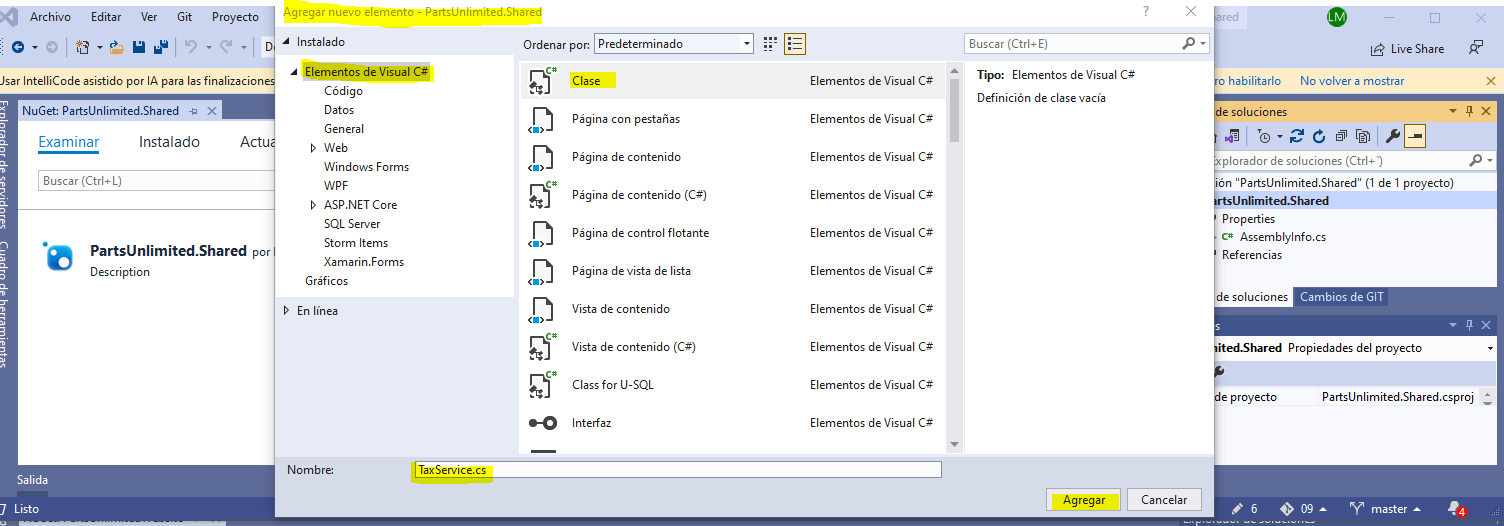 Archivo Editar Ver Git Proyecto
Agregar nuevo elemento - PartsUnlimited.Shared
? 
LM
Live Share
Usar IntelliCode asistido por IA para las finalizaciones
habilitarlo No volver a mostrar
Explorador de servidores
Cuadro de herramientas
NuGet: PartsUnlimited.Shared
Examinar Instalado
Buscar (Ctrl+L)
PartsUnlimited.Shared por
Description
Salida
Listo
Instalado
Elementos de Visual C#
Código
Datos
General
Web
Windows Forms
WPF
ASP.NET Core
SQL Server
Storm Items
Xamarin.Forms
Gráficos
En línea
Ordenar por: Predeterminado
Clase Elementos de Visual C#
Página con pestañas Elementos de Visual C#
Página de contenido Elementos de Visual C#
Página de contenido (C#) Elementos de Visual C#
Página de control flotante Elementos de Visual C#
Página de vista de lista Elementos de Visual C#
Vista de contenido Elementos de Visual C#
Vista de contenido (C#) Elementos de Visual C#
Class for U-SQL Elementos de Visual C#
Interfaz Elementos de Visual C#
Buscar (Ctrl+E)
Tipo: Elementos de Visual C#
Definición de clase vacía
Nombre: TaxService.cs
Agregar Cancelar
de soluciones
Explorador de soluciones (Ctrl+`)
"PartsUnlimited.Shared" (1 de 1 proyecto)
PartsUnlimited.Shared
Properties
C# AssemblyInfo.cs
Referencias
de soluciones Cambios de GIT
Propiedades del proyecto
de proyecto PartsUnlimited.Shared.csproj
6 09 master 4